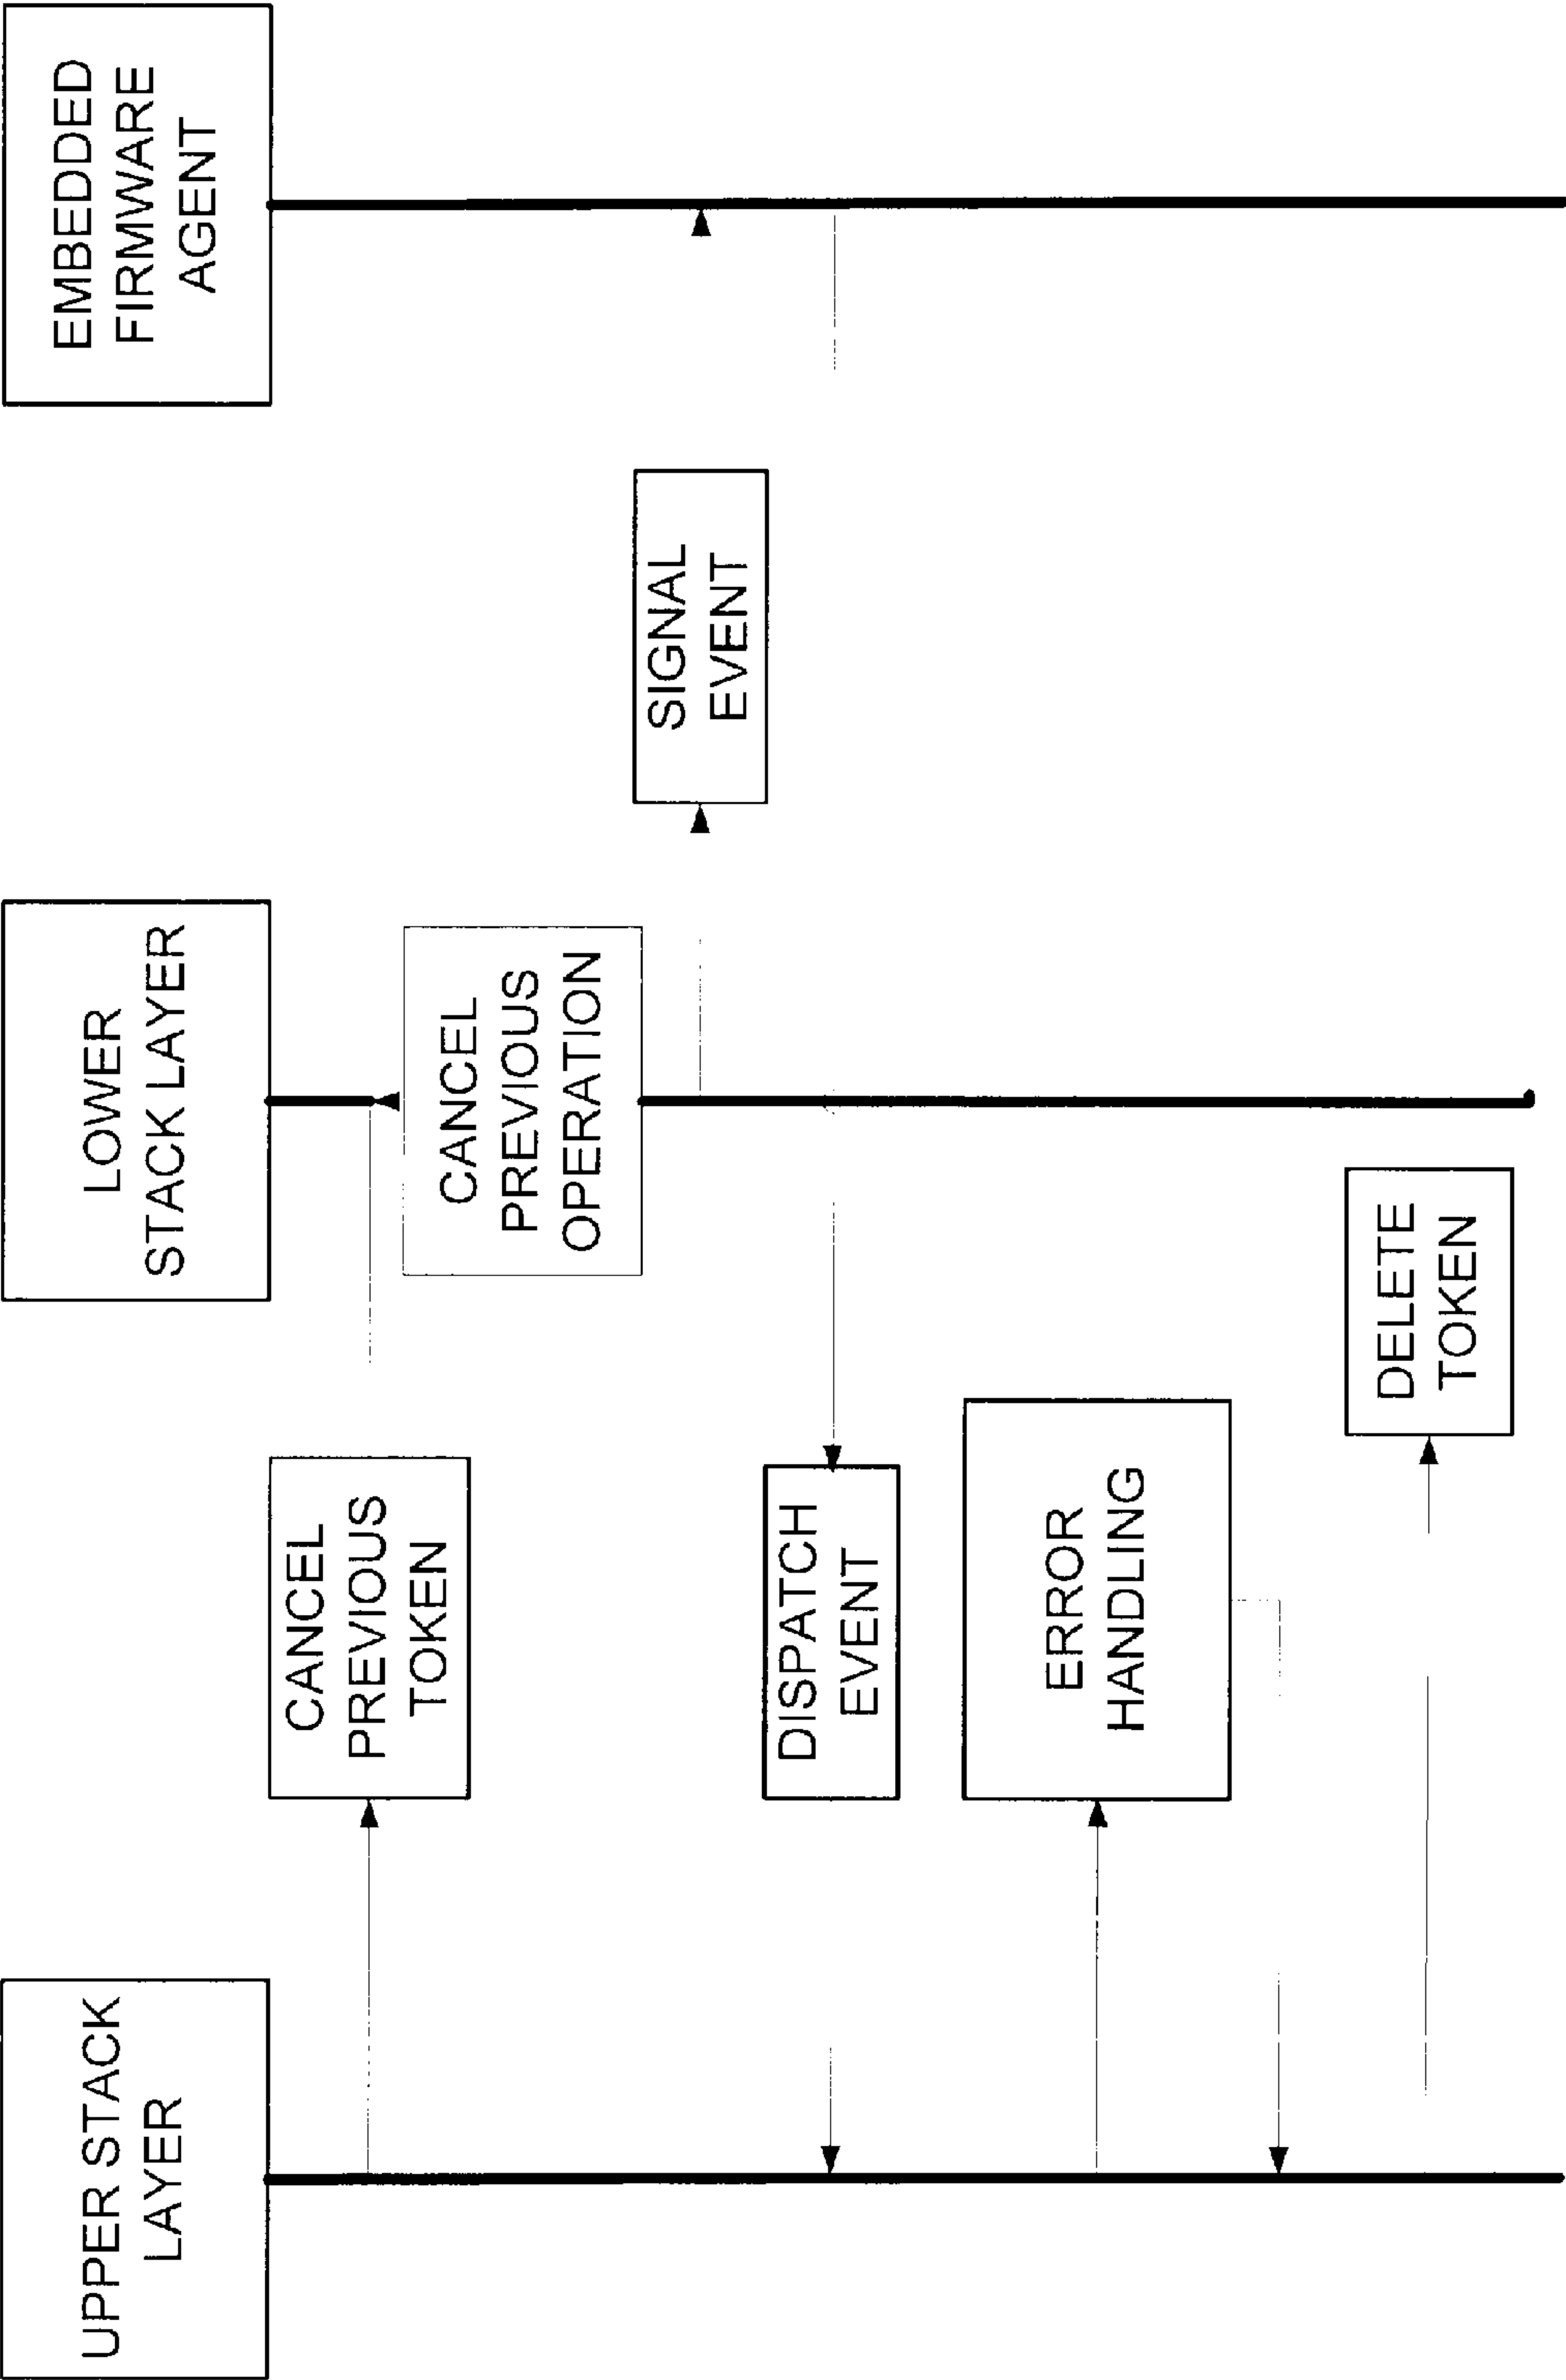 UPPER STACK
LAYER
LOWER
STACK LAYER
EMBEDDED
FIRMWARE
AGENT
CANCEL
PREVIOUS
TOKEN
CANCEL
PREVIOUS
OPERATION
SIGNAL
EVENT
DISPATCH
EVENT
ERROR
HANDLING
DELETE
TOKEN